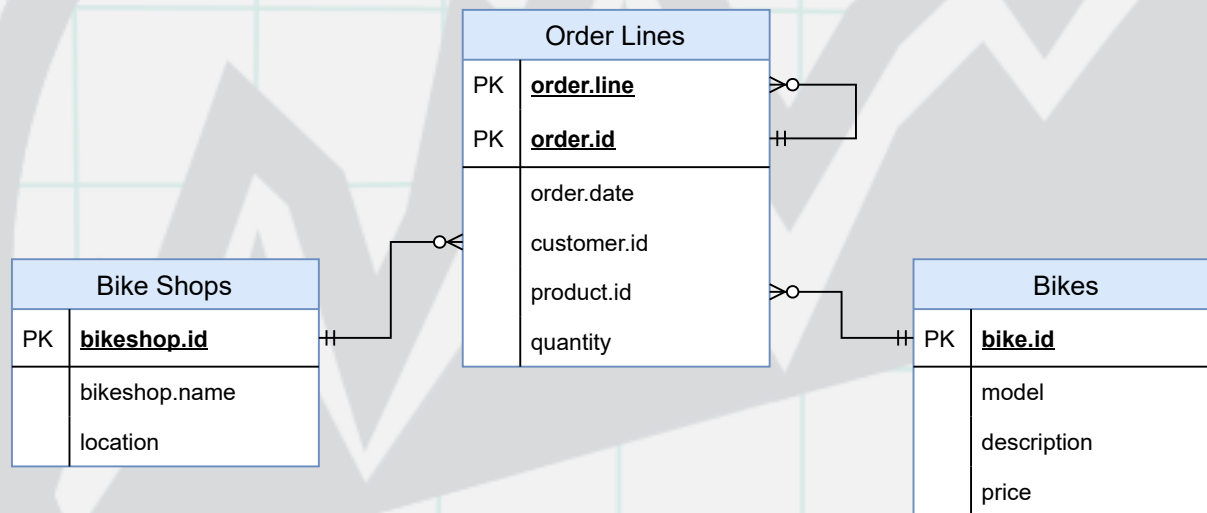 Order Lines
PK order.line
PK order.id
order.date
customer.id
product.id
quantity
Bike Shops
PK bikeshop.id
bikeshop.name
location
Bikes
PK bike.id
model
description
price